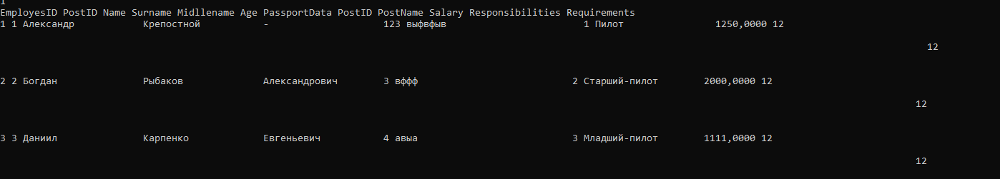 1
EmployesID PostID Name Surname Midllename Age PassportData PostID PostName Salary Responsibilities Requirements
1 1 Александр Крепостной - 123 выфвфыв 1 Пилот 1250,0000 12
12
2 2 Богдан Рыбаков Александрович 3 вффф 2 Старший-пилот 2000,0000 12
12
3 3 Даниил Карпенко Евгеньевич 4 авыа 3 Младший-пилот 1111,0000 12
12